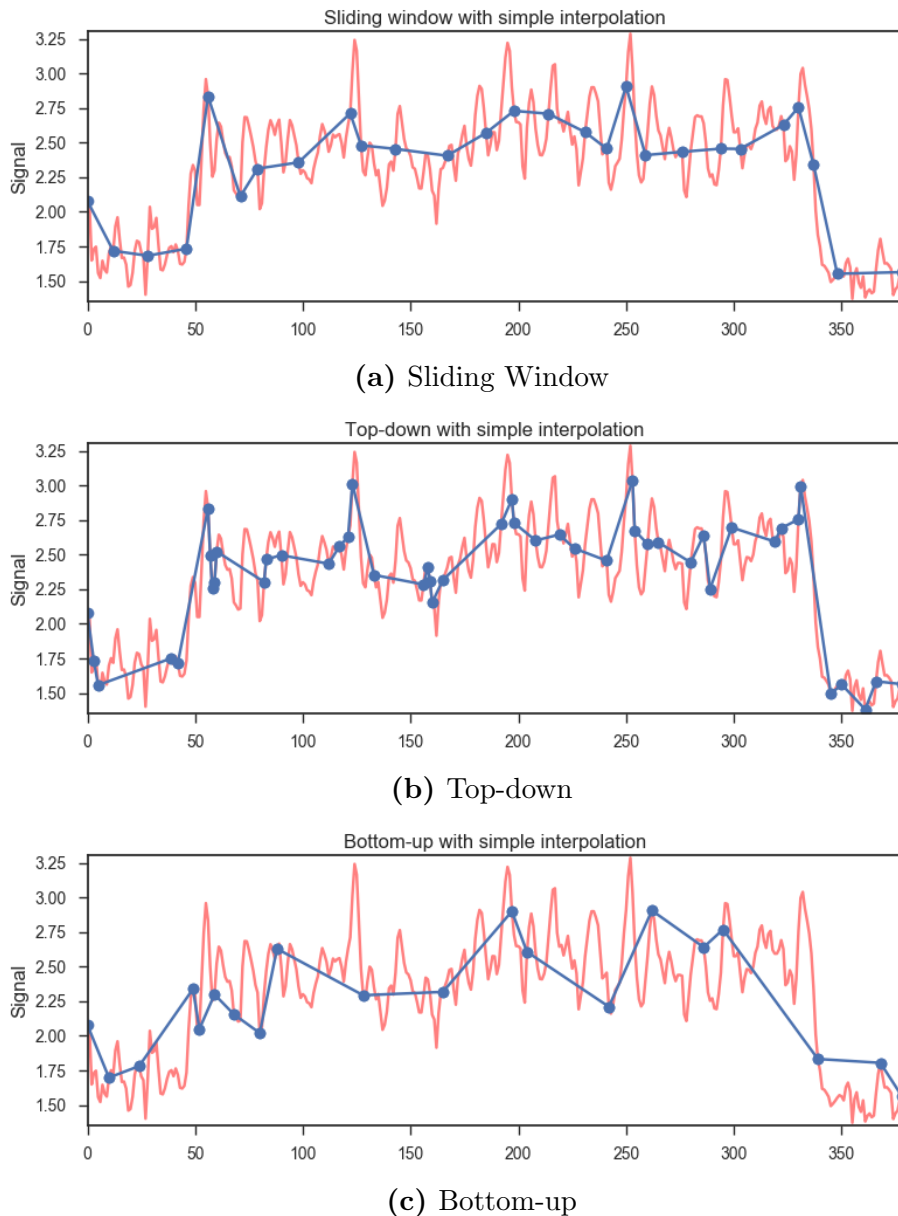 Sliding window with simple interpolation
3.25
3.00
2.75
2.50
2.25
2.00
1.75
1.50
Signal
0 50 100 150 200 250 300 350
(a) Sliding Window
Top-down with simple interpolation
3.25
3.00
2.75
2.50
2.25
2.00
1.75
1.50
Signal
0 50 100 150 200 250 300 350
(b) Top-down
Bottom-up with simple interpolation
3.25
3.00
2.75
2.50
2.25
2.00
1.75
1.50
Signal
0 50 100 150 200 250 300 350
(c) Bottom-up